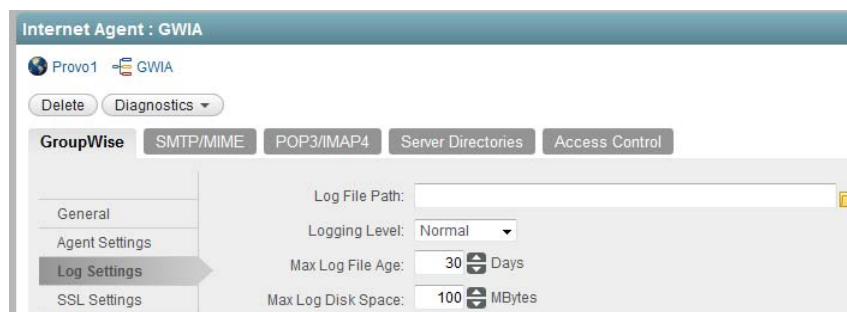 Internet Agent : GWIA
Provo1 GWIA
Delete Diagnostics
GroupWise SMTP/MIME POP3/IMAP4 Server Directories Access Control
Log File Path:
General
Logging Level: Normal
Agent Settings
Max Log File Age: 30 Days
Log Settings
Max Log Disk Space: 100 MBytes
SSL Settings